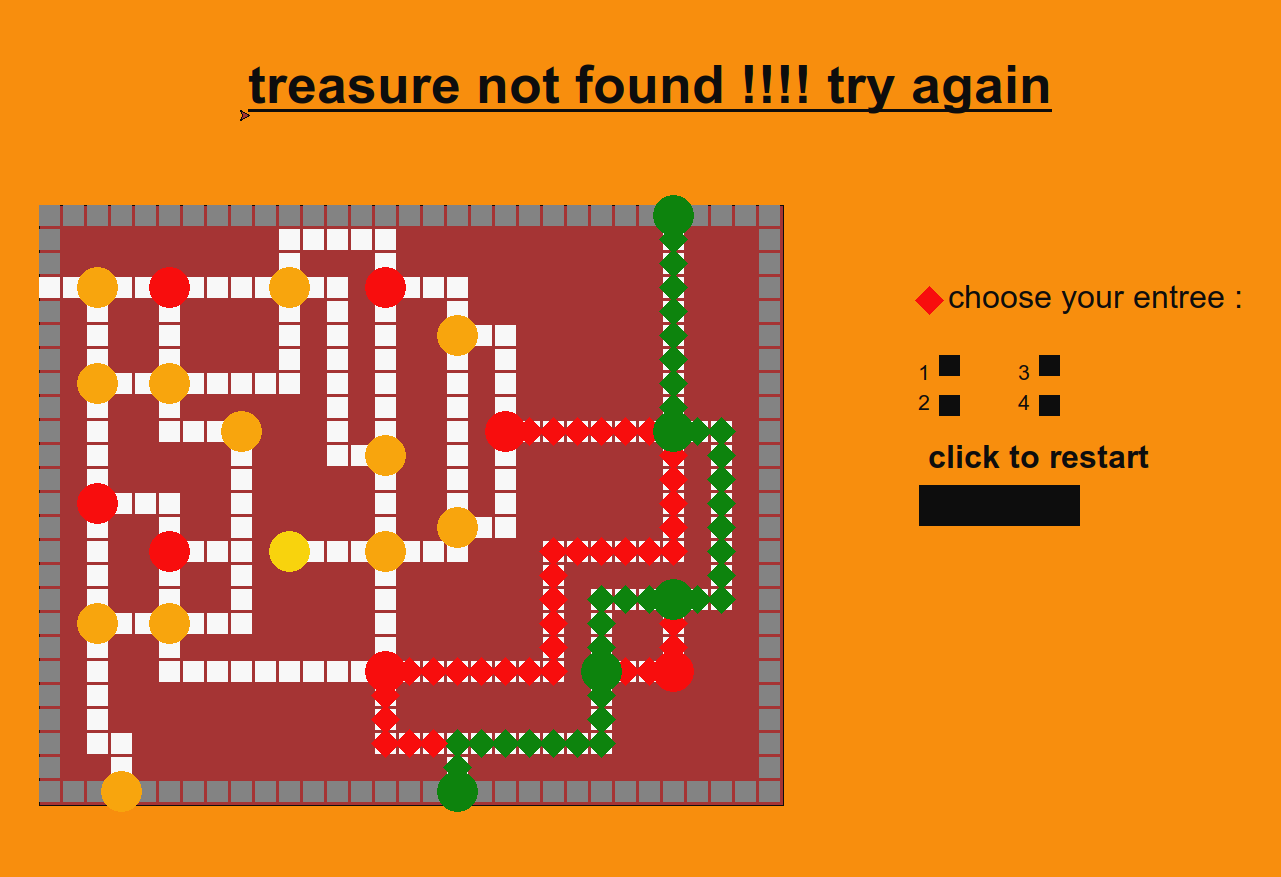 treasure not found !!!! try again
choose your entree :
1 3
2 4
click to restart